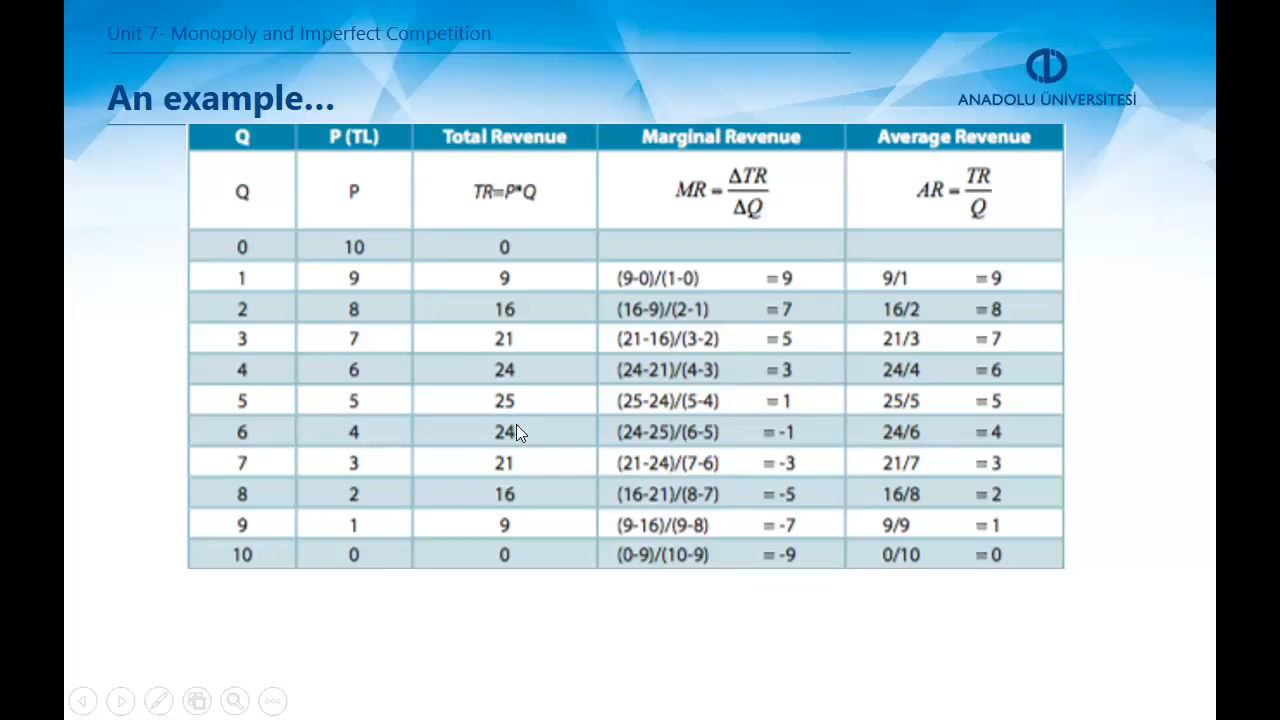 Unit 7- Monopoly and Imperfect Competition
An example...
ANADOLU ÜNİVERSİTESİ
Q P (TL) Total Revenue Marginal Revenue Average Revenue
Q P TR=P*Q MR = ΔTR/ΔQ AR = TR/Q
0 10 0
1 9 9 (9-0)/(1-0) = 9 9/1 = 9
2 8 16 (16-9)/(2-1) = 7 16/2 = 8
3 7 21 (21-16)/(3-2) = 5 21/3 = 7
4 6 24 (24-21)/(4-3) = 3 24/4 = 6
5 5 25 (25-24)/(5-4) = 1 25/5 = 5
6 4 24 (24-25)/(6-5) = -1 24/6 = 4
7 3 21 (21-24)/(7-6) = -3 21/7 = 3
8 2 16 (16-21)/(8-7) = -5 16/8 = 2
9 1 9 (9-16)/(9-8) = -7 9/9 = 1
10 0 0 (0-9)/(10-9) = -9 0/10 = 0